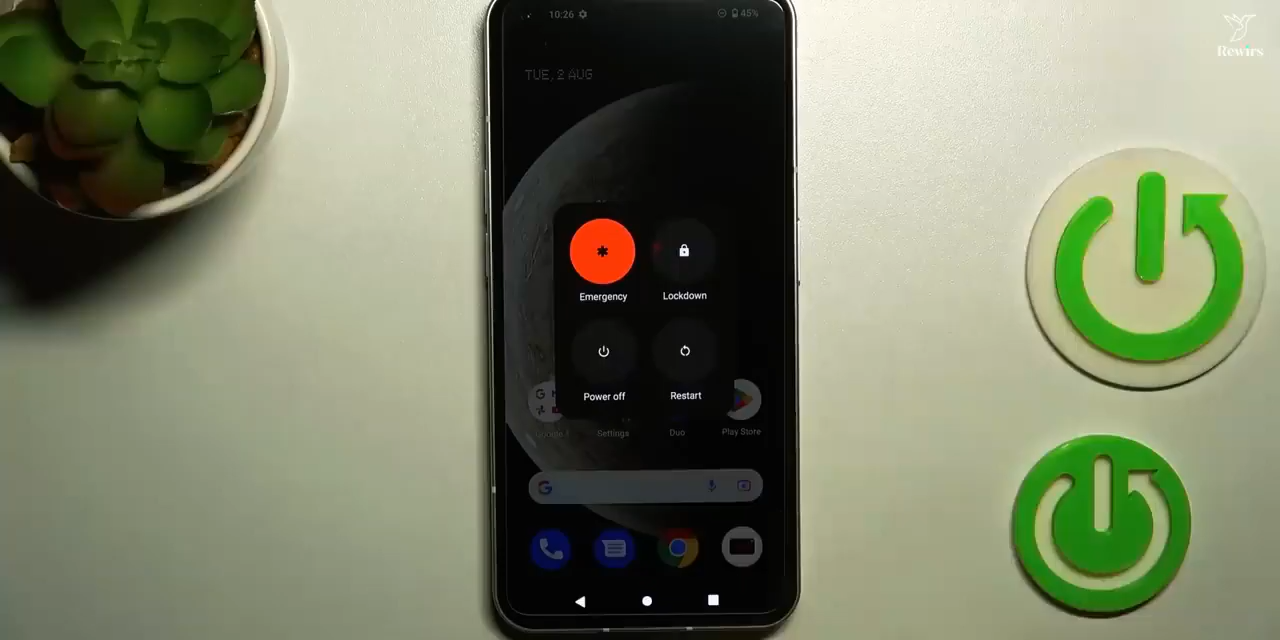 10:26
45%
Rewirs
TUE, 2 AUG
Emergency
Lockdown
Power off
Restart
Settings
Duo
Play Store